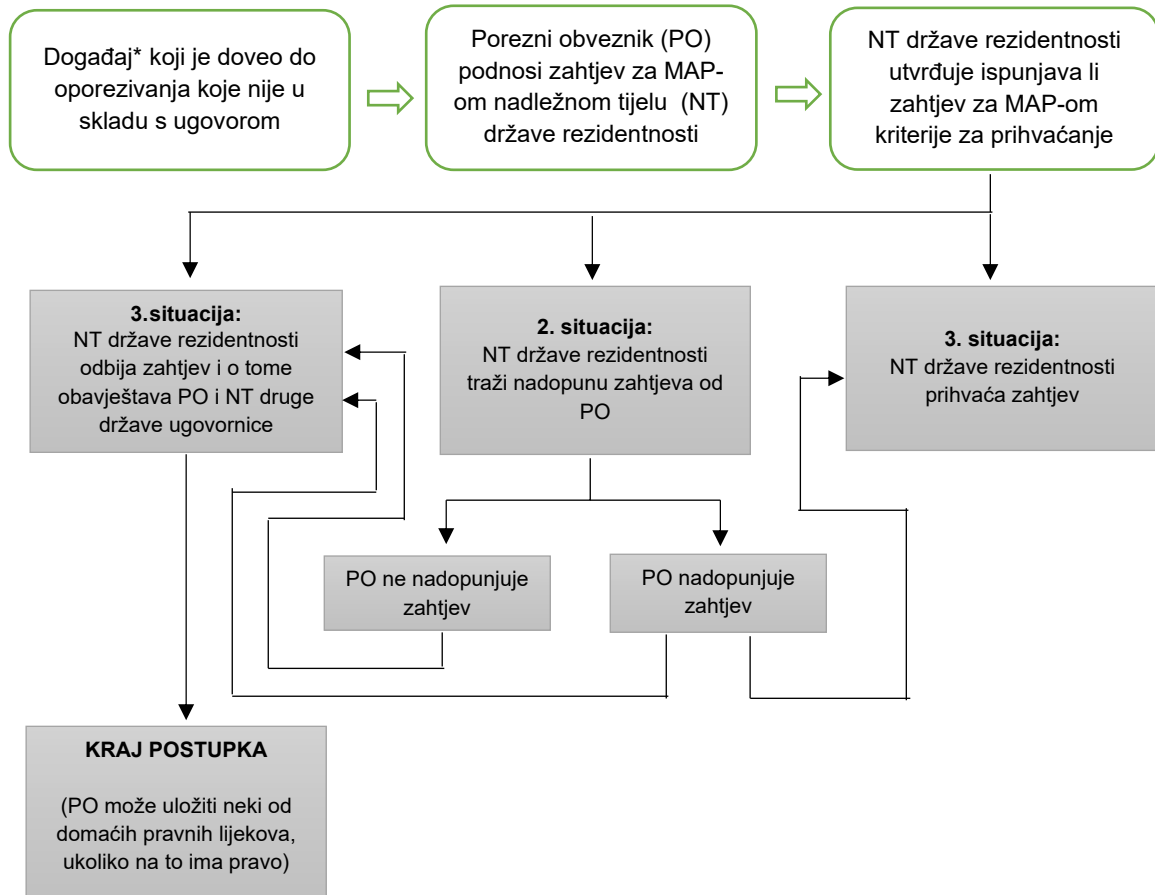 Događaj* koji je doveo do
oporezivanja koje nije u
skladu s ugovorom
Porezni obveznik (PO)
podnosi zahtjev za MAP-
om nadležnom tijelu (NT)
države rezidentnosti
NT države rezidentnosti
utvrđuje ispunjava li
zahtjev za MAP-om
kriterije za prihvaćanje
3.situacija:
NT države rezidentnosti
odbija zahtjev i o tome
obavještava PO i NT druge
države ugovornice
2. situacija:
NT države rezidentnosti
traži nadopunu zahtjeva od
PO
3. situacija:
NT države rezidentnosti
prihvaća zahtjev
PO ne nadopunjuje
zahtjev
PO nadopunjuje
zahtjev
KRAJ POSTUPKA
(PO može uložiti neki od
domaćih pravnih lijekova,
ukoliko na to ima pravo)